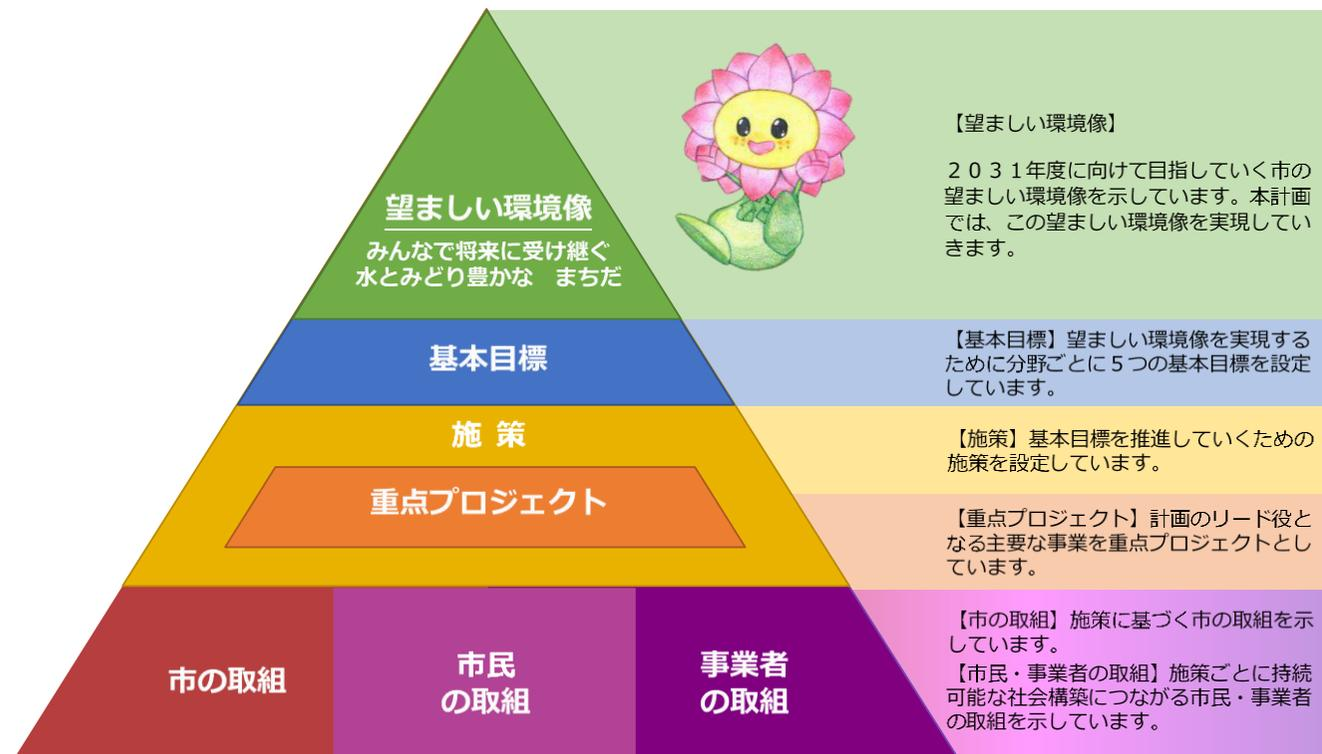 望ましい環境像
みんなで将来に受け継ぐ
水とみどり豊かな　まちだ
【望ましい環境像】
２０３１年度に向けて目指していく市の
望ましい環境像を示しています。本計画
では、この望ましい環境像を実現してい
きます。
基本目標
【基本目標】望ましい環境像を実現する
ために分野ごとに５つの基本目標を設定
しています。
施 策
【施策】基本目標を推進していくための
施策を設定しています。
重点プロジェクト
【重点プロジェクト】計画のリード役と
なる主要な事業を重点プロジェクトとし
ています。
市の取組
市民
の取組
事業者
の取組
【市の取組】施策に基づく市の取組を示
しています。
【市民・事業者の取組】施策ごとに持続
可能な社会構築につながる市民・事業者
の取組を示しています。